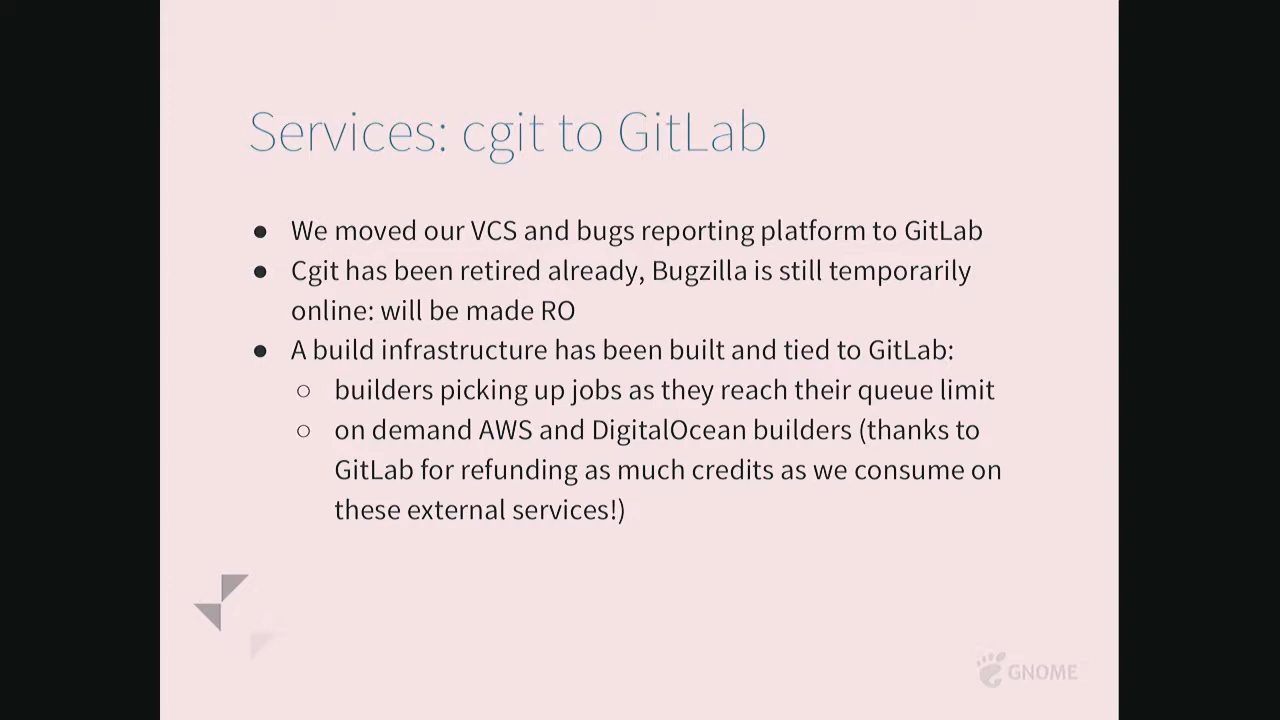 Services: cgit to GitLab
● We moved our VCS and bugs reporting platform to GitLab
● Cgit has been retired already, Bugzilla is still temporarily
online: will be made RO
● A build infrastructure has been built and tied to GitLab:
○ builders picking up jobs as they reach their queue limit
○ on demand AWS and DigitalOcean builders (thanks to
GitLab for refunding as much credits as we consume on
these external services!)
GNOME